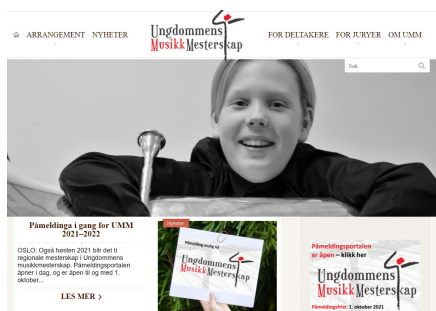 ARRANGEMENT NYHETER
Ungdommens
MusikkMesterskap
FOR DELTAKERE FOR JURYER OM UMM
Søk
Påmeldinga i gang for UMM
2021–2022
OSLO: Også høsten 2021 blir det ti
regionale mesterskap i Ungdommens
musikkmesterskap. Påmeldingsportalen
åpner i dag, og er åpen til og med 1.
oktober...
LES MER
Nyheter
Påmelding mulig nå
Ungdommens
MusikkMesterskap
Påmeldingsportalen
er åpen – klikk her
Ungdommens
MusikkMesterskap
Påmeldingsfrist: 1. oktober 2021